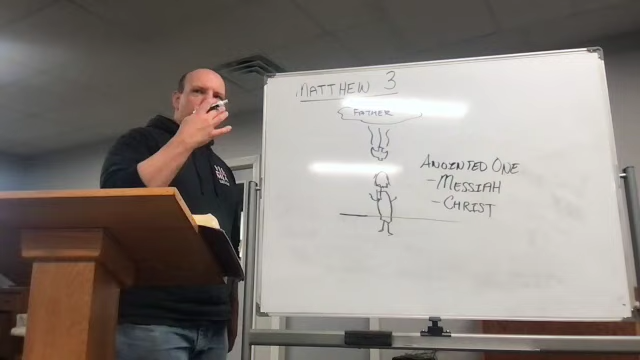 MATTHEW 3
FATHER
ANOINTED ONE
- MESSIAH
- CHRIST